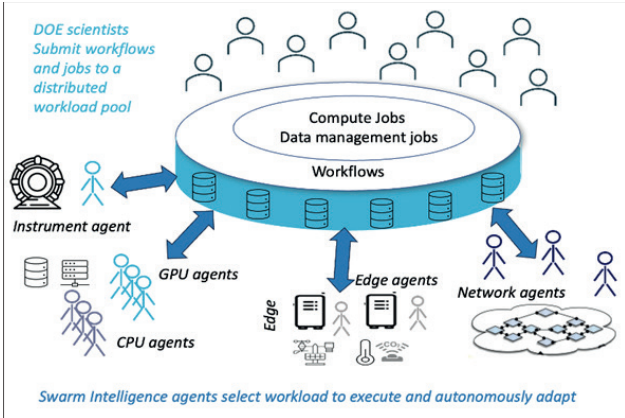 DOE scientists
Submit workflows
and jobs to a
distributed
workload pool
Compute Jobs
Data management jobs
Workflows
Instrument agent
GPU agents
CPU agents
Edge
Edge agents
CO₂
Network agents
Swarm Intelligence agents select workload to execute and autonomously adapt